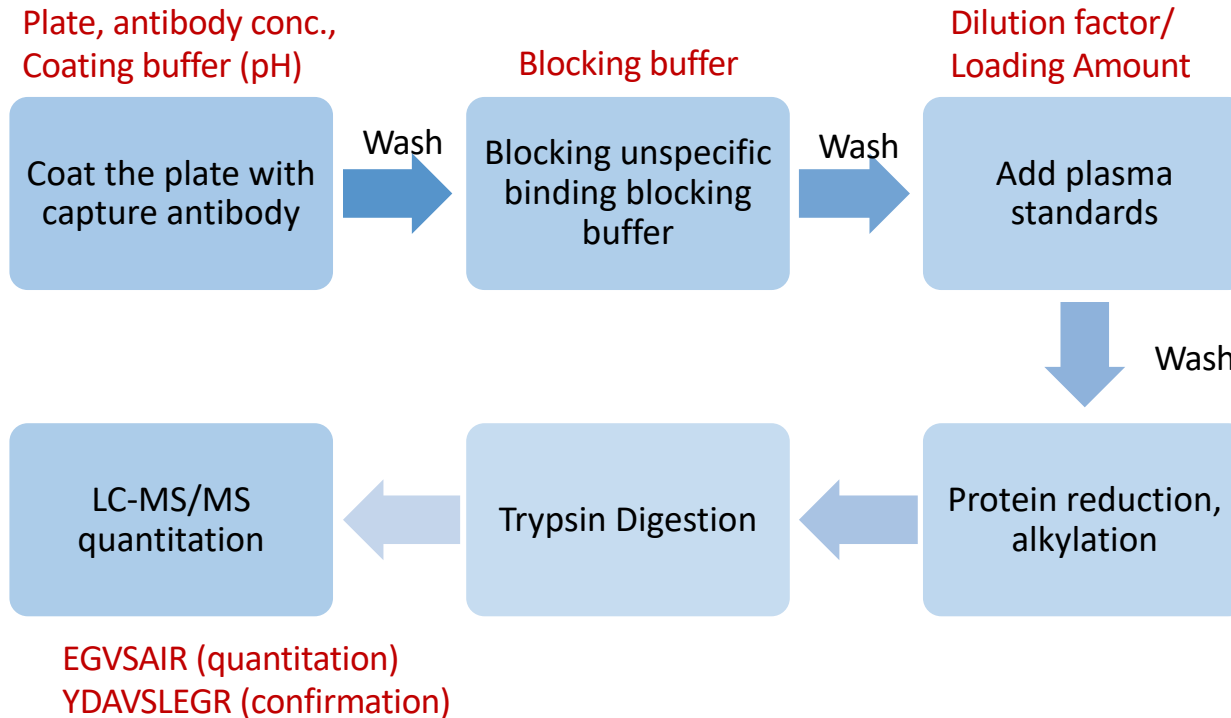 Plate, antibody conc.,
Coating buffer (pH)
Blocking buffer
Dilution factor/
Loading Amount
Coat the plate with
capture antibody
Wash
Blocking unspecific
binding blocking
buffer
Wash
Add plasma
standards
Wash
Protein reduction,
alkylation
Trypsin Digestion
LC-MS/MS
quantitation
EGVSAIR (quantitation)
YDAVSLEGR (confirmation)